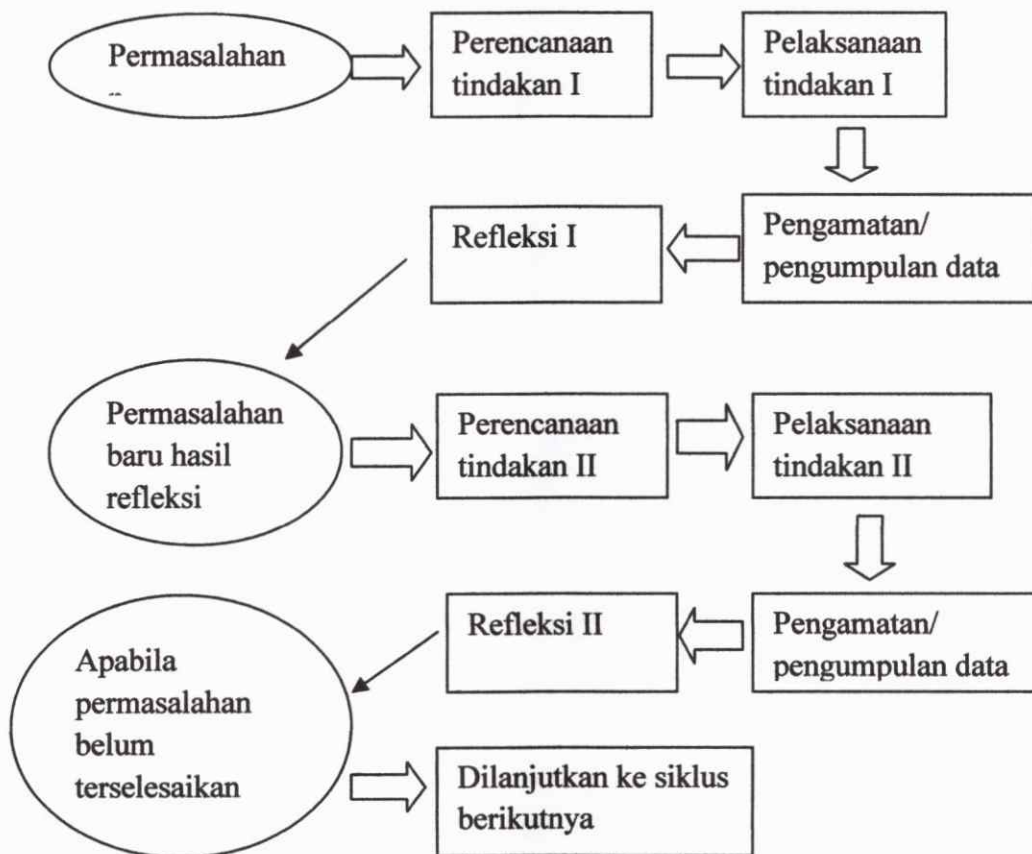 Permasalahan
Perencanaan
tindakan I
Pelaksanaan
tindakan I
Pengamatan/
pengumpulan data
Refleksi I
Permasalahan
baru hasil
refleksi
Perencanaan
tindakan II
Pelaksanaan
tindakan II
Pengamatan/
pengumpulan data
Refleksi II
Apabila
permasalahan
belum
terselesaikan
Dilanjutkan ke siklus
berikutnya